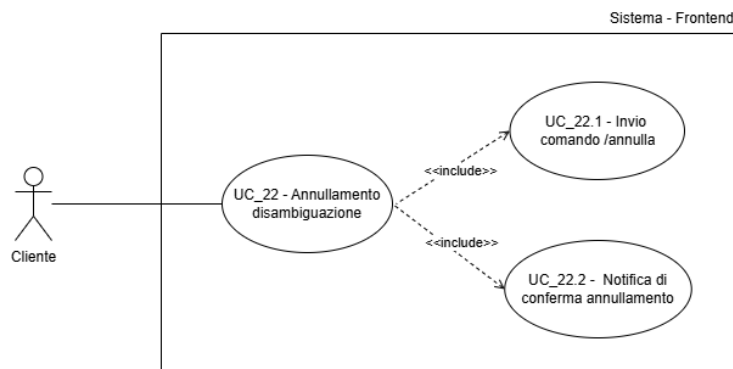 Sistema - Frontend
UC_22.1 - Invio
comando /annulla
<<include>>
UC_22 - Annullamento
disambiguazione
<<include>>
Cliente
UC_22.2 - Notifica di
conferma annullamento